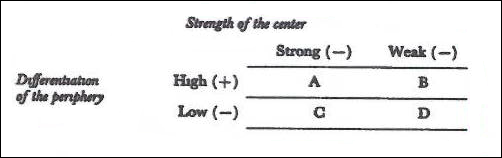 Strength of the center
Strong (—) Weak (—)
Differentiation
of the periphery
High (+) A B
Low (—) C D